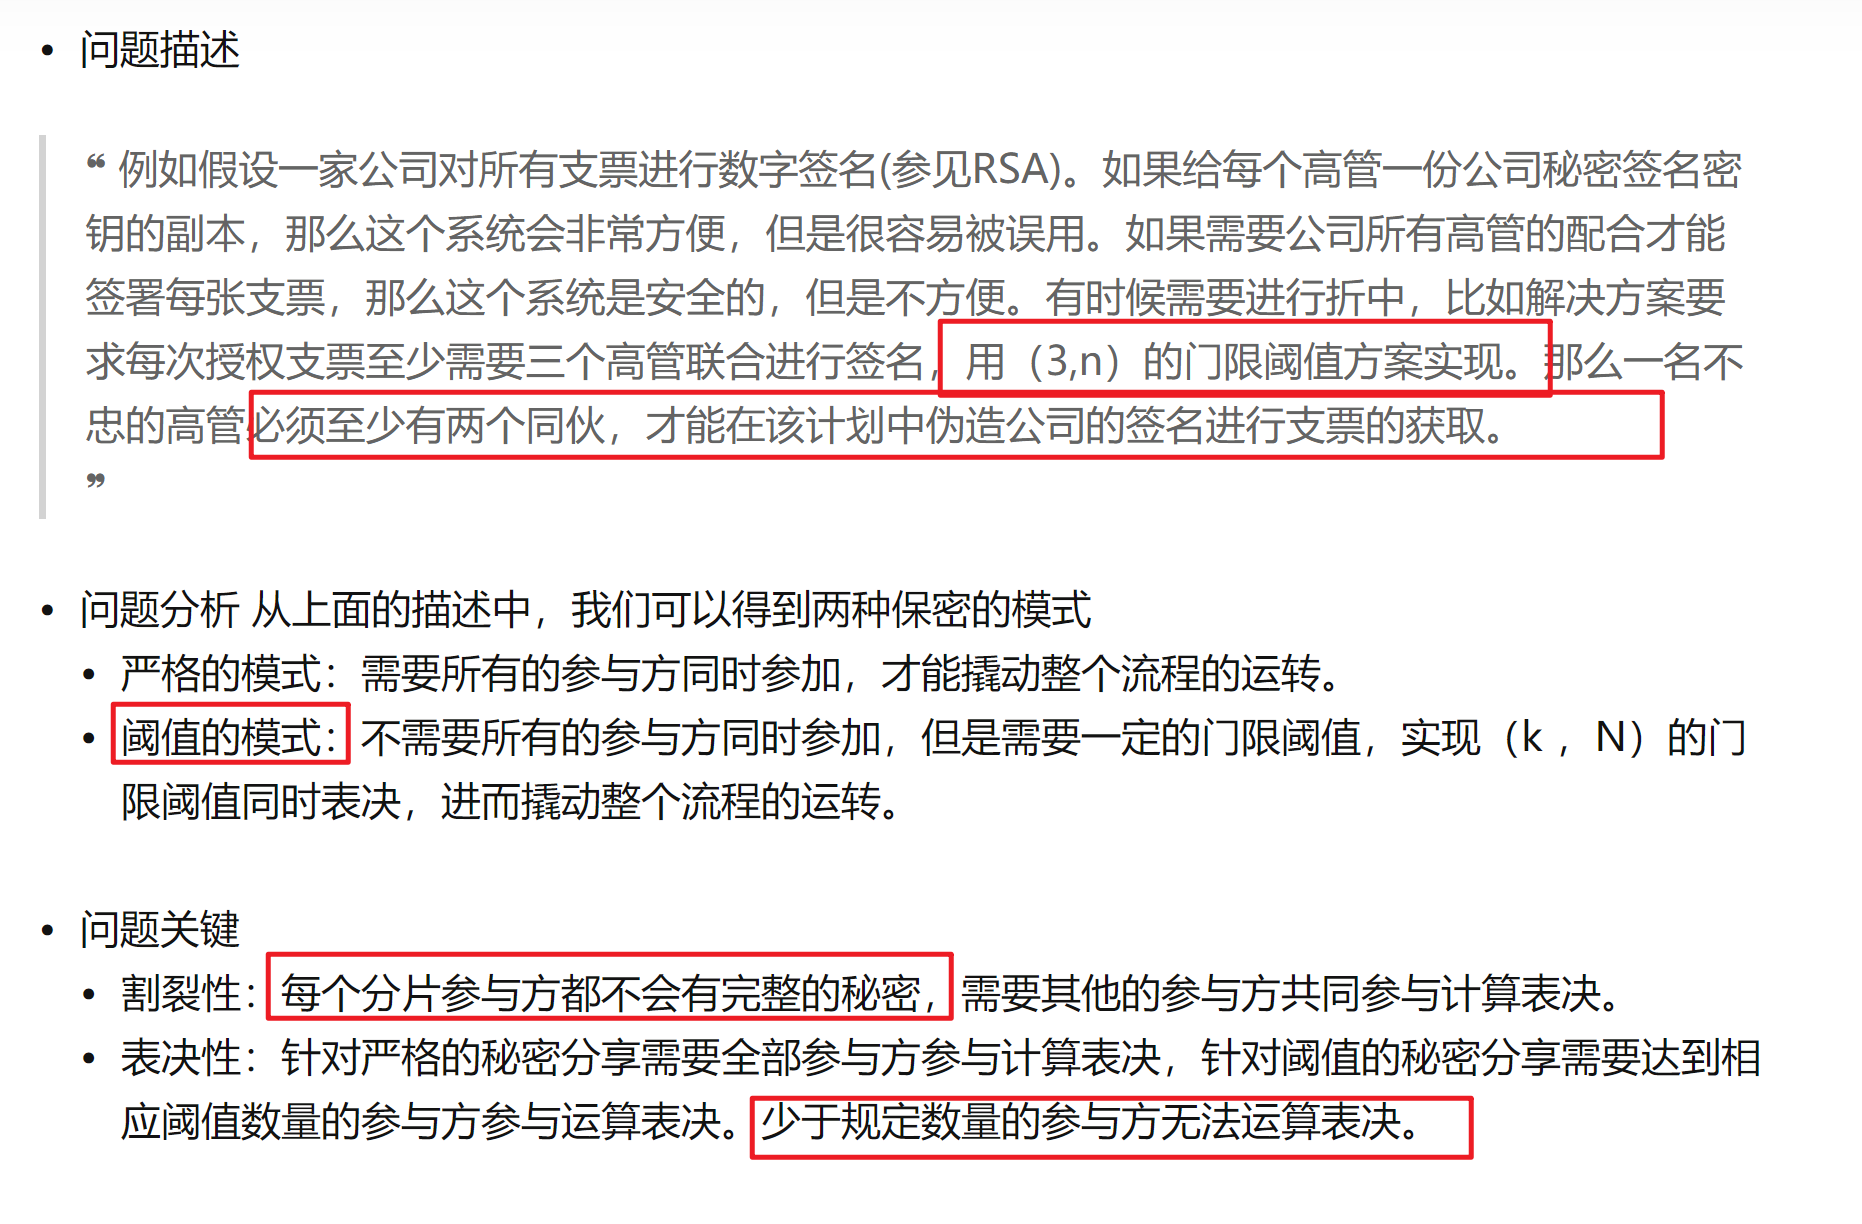 • 问题描述
❝ 例如假设一家公司对所有支票进行数字签名(参见RSA)。如果给每个高管一份公司秘密签名密
钥的副本，那么这个系统会非常方便，但是很容易被误用。如果需要公司所有高管的配合才能
签署每张支票，那么这个系统是安全的，但是不方便。有时候需要进行折中，比如解决方案要
求每次授权支票至少需要三个高管联合进行签名，用（3,n）的门限阈值方案实现。那么一名不
忠的高管必须至少有两个同伙，才能在该计划中伪造公司的签名进行支票的获取。
❞
• 问题分析 从上面的描述中，我们可以得到两种保密的模式
• 严格的模式：需要所有的参与方同时参加，才能撬动整个流程的运转。
• 阈值的模式：不需要所有的参与方同时参加，但是需要一定的门限阈值，实现（k ，N）的门
限阈值同时表决，进而撬动整个流程的运转。
• 问题关键
• 割裂性：每个分片参与方都不会有完整的秘密，需要其他的参与方共同参与计算表决。
• 表决性：针对严格的秘密分享需要全部参与方参与计算表决，针对阈值的秘密分享需要达到相
应阈值数量的参与方参与运算表决。少于规定数量的参与方无法运算表决。